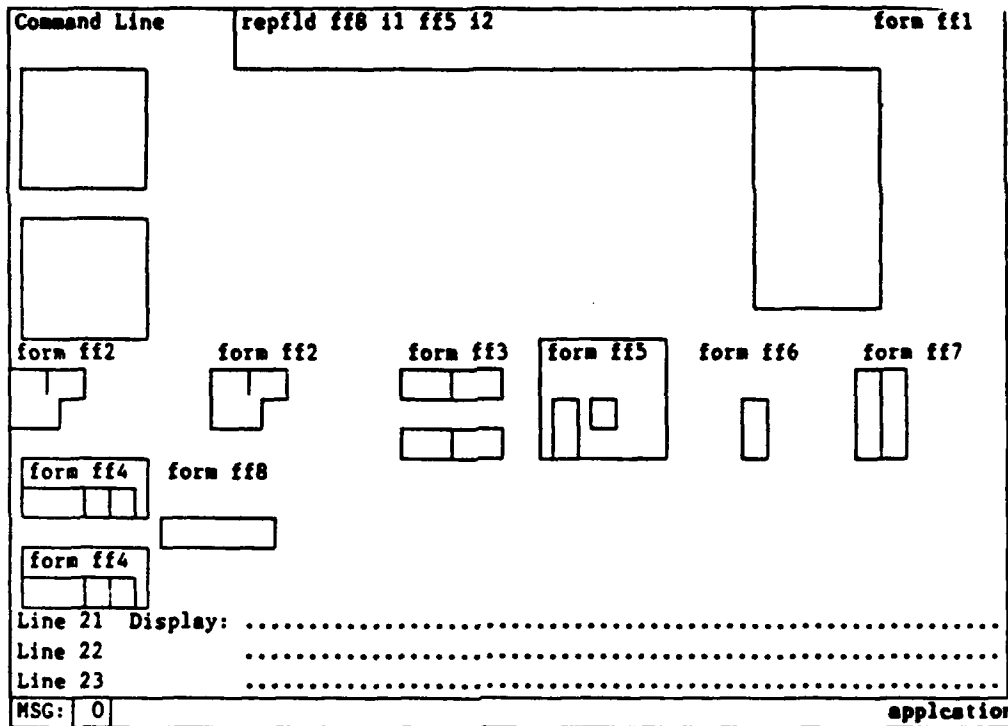 Command Line repfld ff8 i1 ff5 i2 form ff1
form ff2 form ff2 form ff3 form ff5 form ff6 form ff7
form ff4 form ff8
form ff4
Line 21 Display: ............................................................
Line 22 ............................................................
Line 23 ............................................................
MSG: 0 applcation